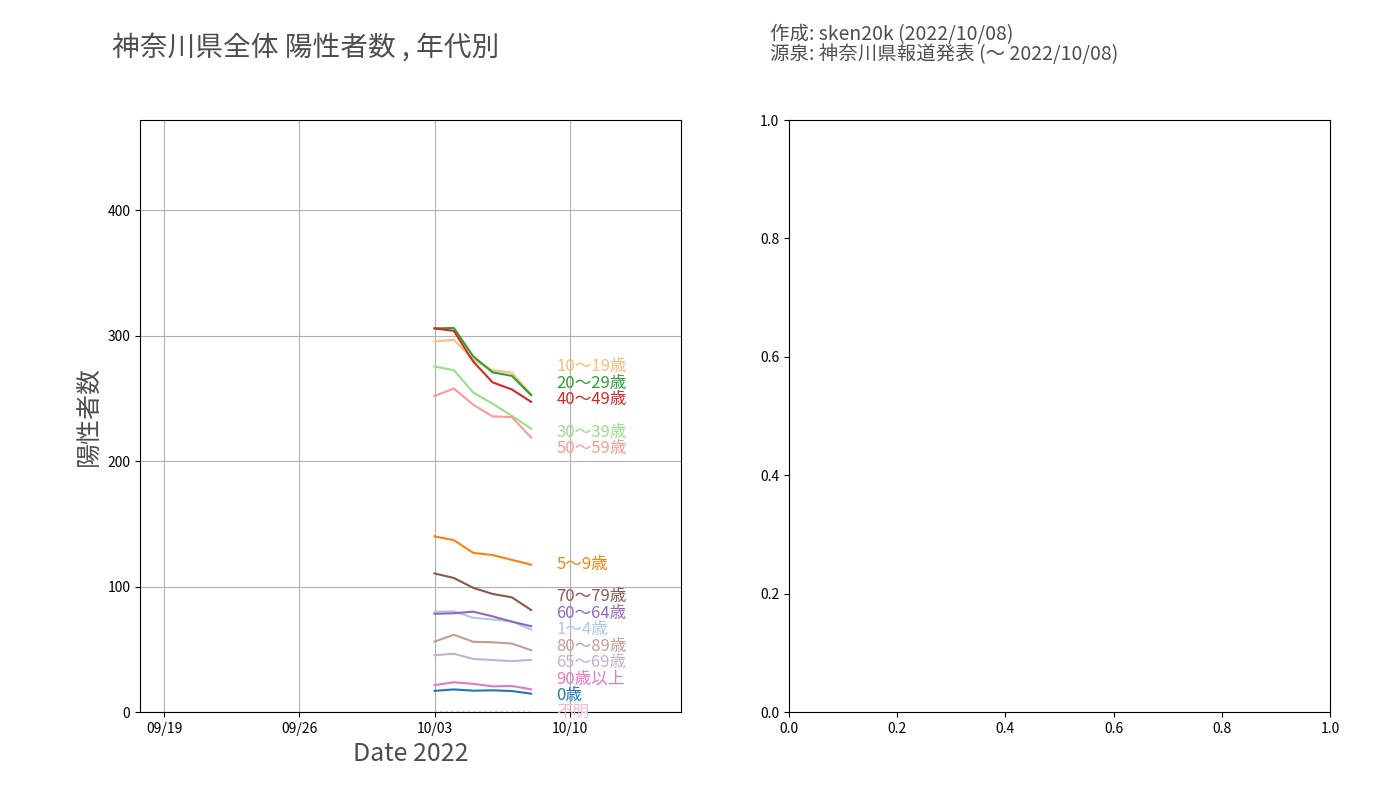 神奈川県全体 陽性者数 , 年代別
作成: sken20k (2022/10/08)
源泉: 神奈川県報道発表 (～ 2022/10/08)
陽性者数
400
300
200
100
0
10～19歳
20～29歳
40～49歳
30～39歳
50～59歳
5～9歳
70～79歳
60～64歳
1～4歳
80～89歳
65～69歳
90歳以上
0歳
不明
09/19 09/26 10/03 10/10
Date 2022
1.0
0.8
0.6
0.4
0.2
0.0
0.0 0.2 0.4 0.6 0.8 1.0